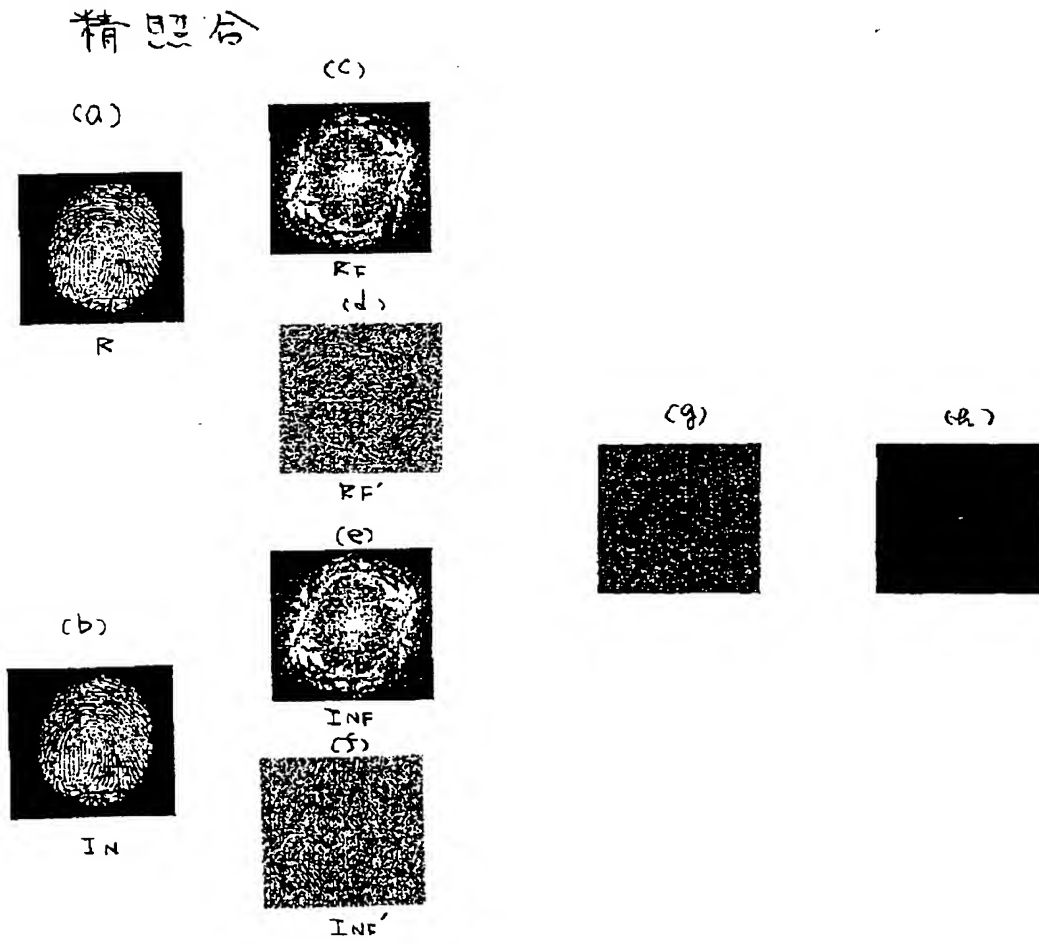 精照合
(a)
R
(c)
RF
(d)
RF'
(e)
INF
(f)
INF'
(b)
IN
(g)
(h)